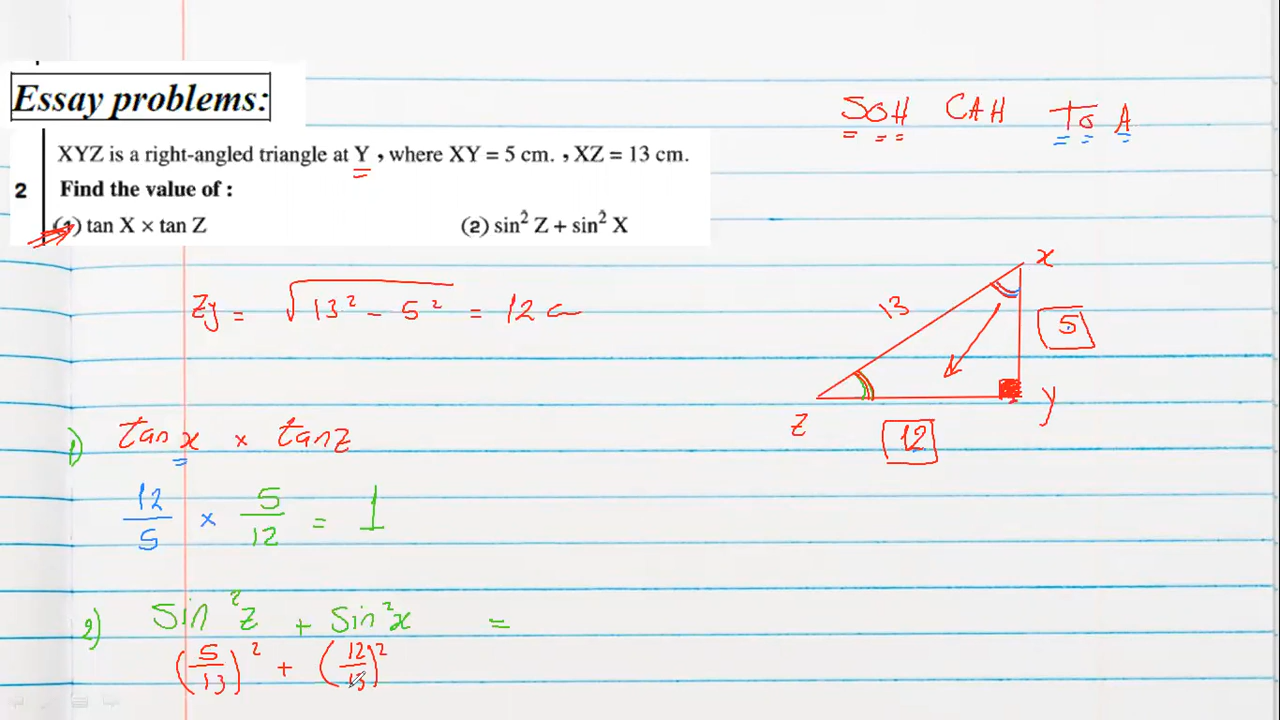 Essay problems:
SOH CAH TOA
XYZ is a right-angled triangle at Y , where XY = 5 cm. , XZ = 13 cm.
2 Find the value of :
(1) tan X × tan Z (2) sin² Z + sin² X
x
13
5
Zy = √13² - 5² = 12 c
y
z
12
1) tan x × tan z
12/5 × 5/12 = 1
2) Sin²z + Sin²x =
(5/13)² + (12/13)²